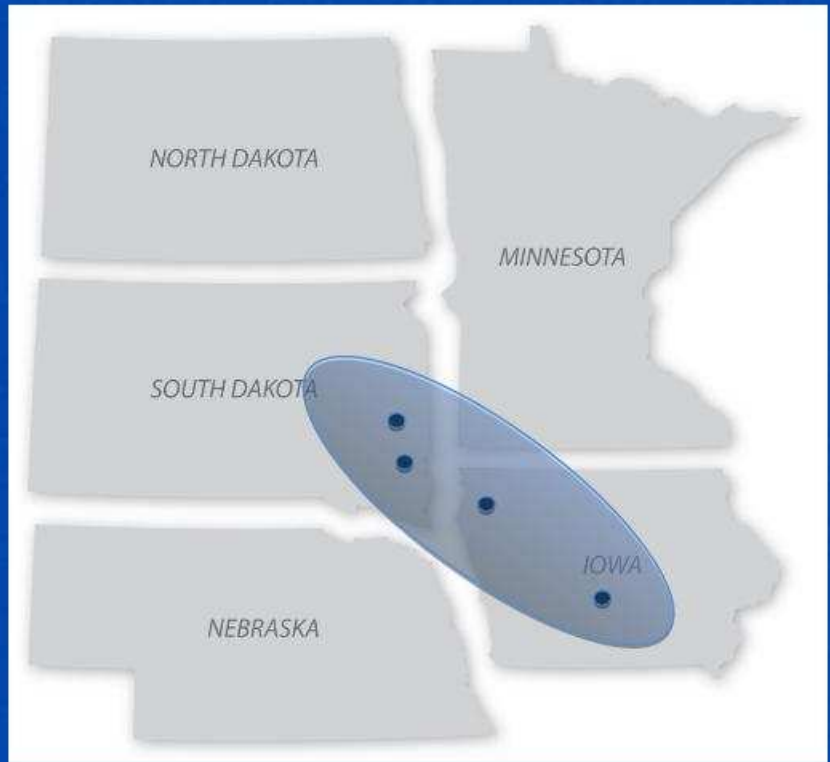 NORTH DAKOTA
MINNESOTA
SOUTH DAKOTA
IOWA
NEBRASKA